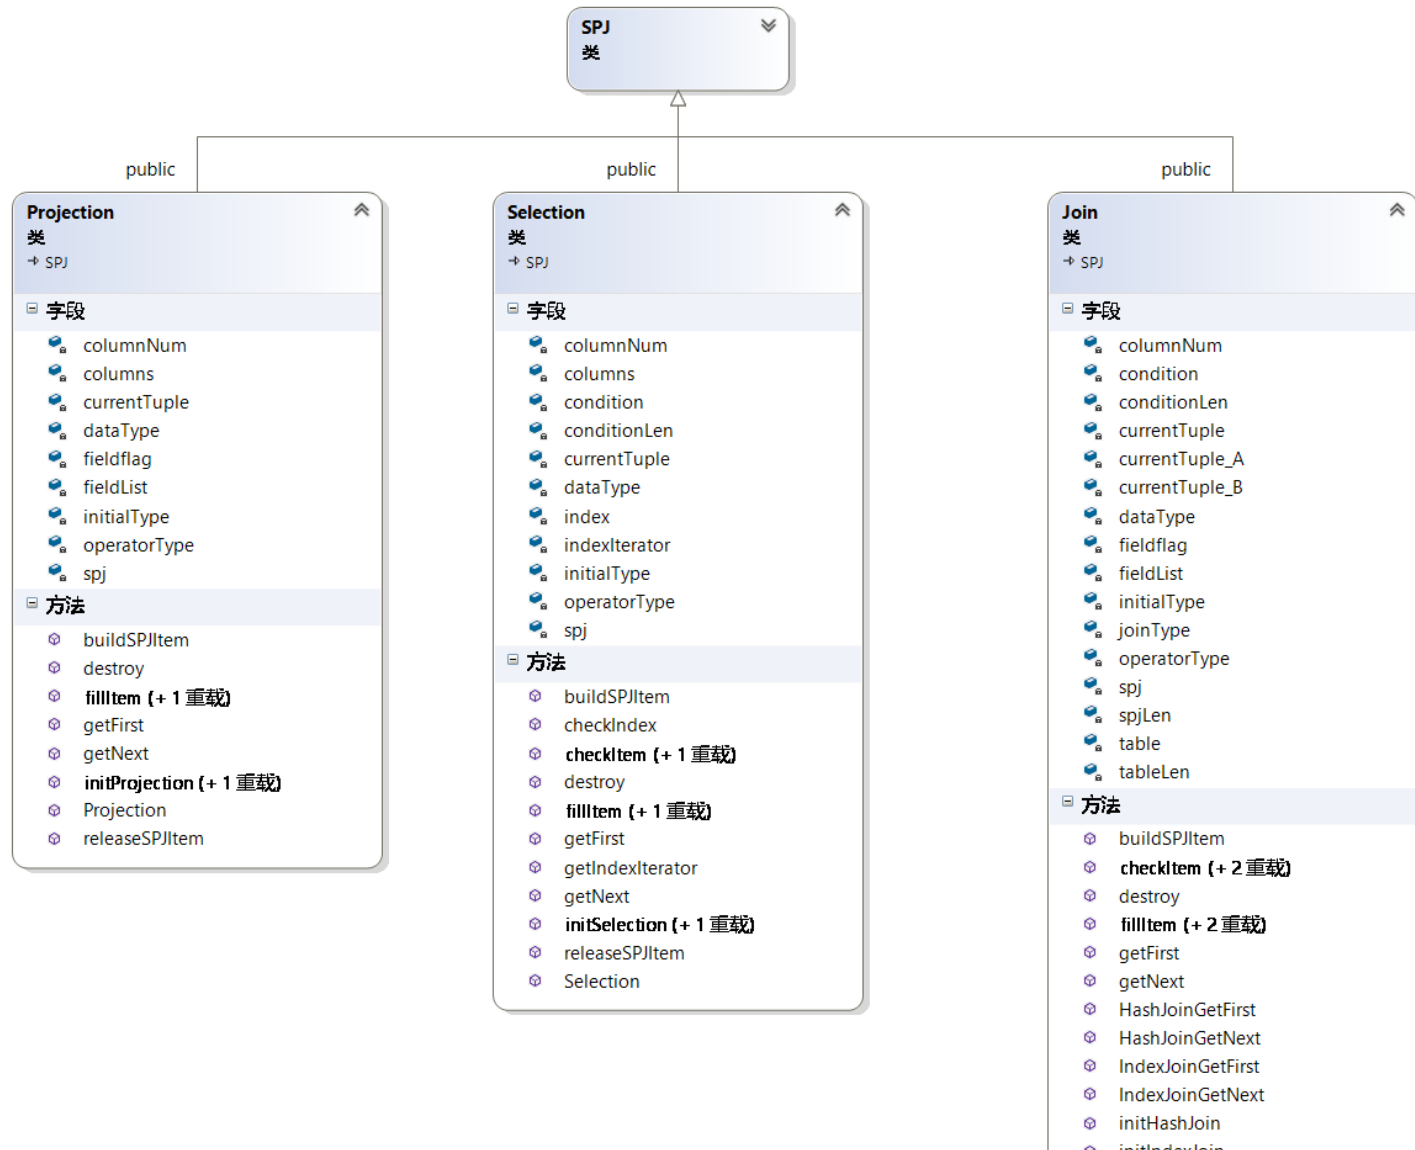 SPJ
类
public
public
public
Projection
类
SPJ
字段
columnNum
columns
currentTuple
dataType
fieldflag
fieldList
initialType
operatorType
spj
方法
buildSPJItem
destroy
fillItem (+ 1 重载)
getFirst
getNext
initProjection (+ 1 重载)
Projection
releaseSPJItem
Selection
类
SPJ
字段
columnNum
columns
condition
conditionLen
currentTuple
dataType
index
indexIterator
initialType
operatorType
spj
方法
buildSPJItem
checkIndex
checkItem (+ 1 重载)
destroy
fillItem (+ 1 重载)
getFirst
getIndexIterator
getNext
initSelection (+ 1 重载)
releaseSPJItem
Selection
Join
类
SPJ
字段
columnNum
condition
conditionLen
currentTuple
currentTuple_A
currentTuple_B
dataType
fieldflag
fieldList
initialType
joinType
operatorType
spj
spjLen
table
tableLen
方法
buildSPJItem
checkItem (+ 2 重载)
destroy
fillItem (+ 2 重载)
getFirst
getNext
HashJoinGetFirst
HashJoinGetNext
IndexJoinGetFirst
IndexJoinGetNext
initHashJoin
initIndexJoin